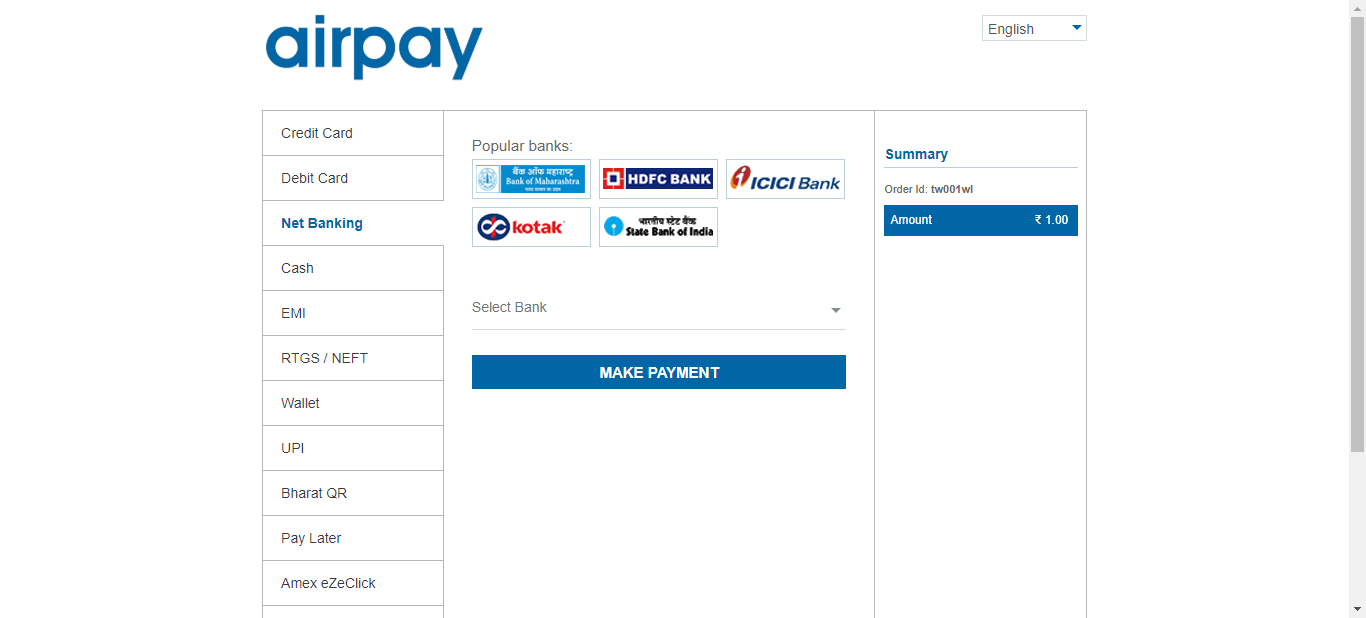 airpay
English
Credit Card
Debit Card
Net Banking
Cash
EMI
RTGS / NEFT
Wallet
UPI
Bharat QR
Pay Later
Amex eZeClick
Popular banks:
बैंक ऑफ महाराष्ट्र
Bank of Maharashtra
HDFC BANK
ICICI Bank
kotak
भारतीय स्टेट बैंक
State Bank of India
Select Bank
MAKE PAYMENT
Summary
Order Id: tw001wl
Amount ₹ 1.00